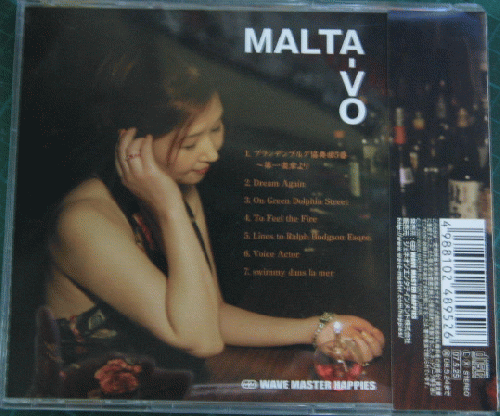 MALTA
-VO
1. ブランデンブルグ協奏曲第5番
～第一楽章より
2. Dream Again
3. On Green Dolphin Street
4. To Feel the Fire
5. Lines to Ralph Hodgson Esqre.
6. Voice Actor
7. swimmy dans la mer
WAVE MASTER HAPPIES
4988107489526